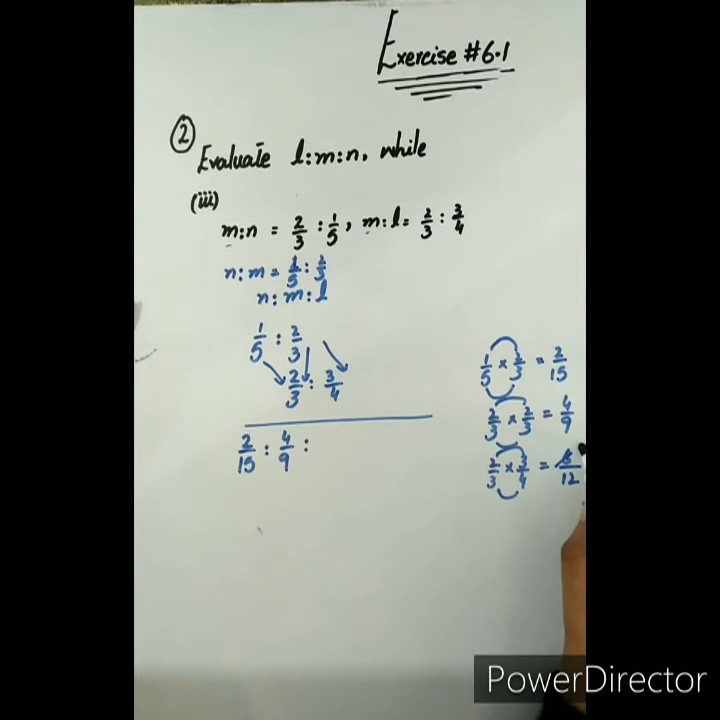 Exercise #6.1
② Evaluate l:m:n, while
(iii)
m:n = 2/3 : 1/5, m:l = 2/3 : 3/4
n:m = 1/5 : 2/3
n:m:l
1/5 : 2/3
2/3 : 3/4
2/15 : 4/9 :
1/5 × 2/3 = 2/15
2/3 × 2/3 = 4/9
2/3 × 3/4 = 6/12
PowerDirector